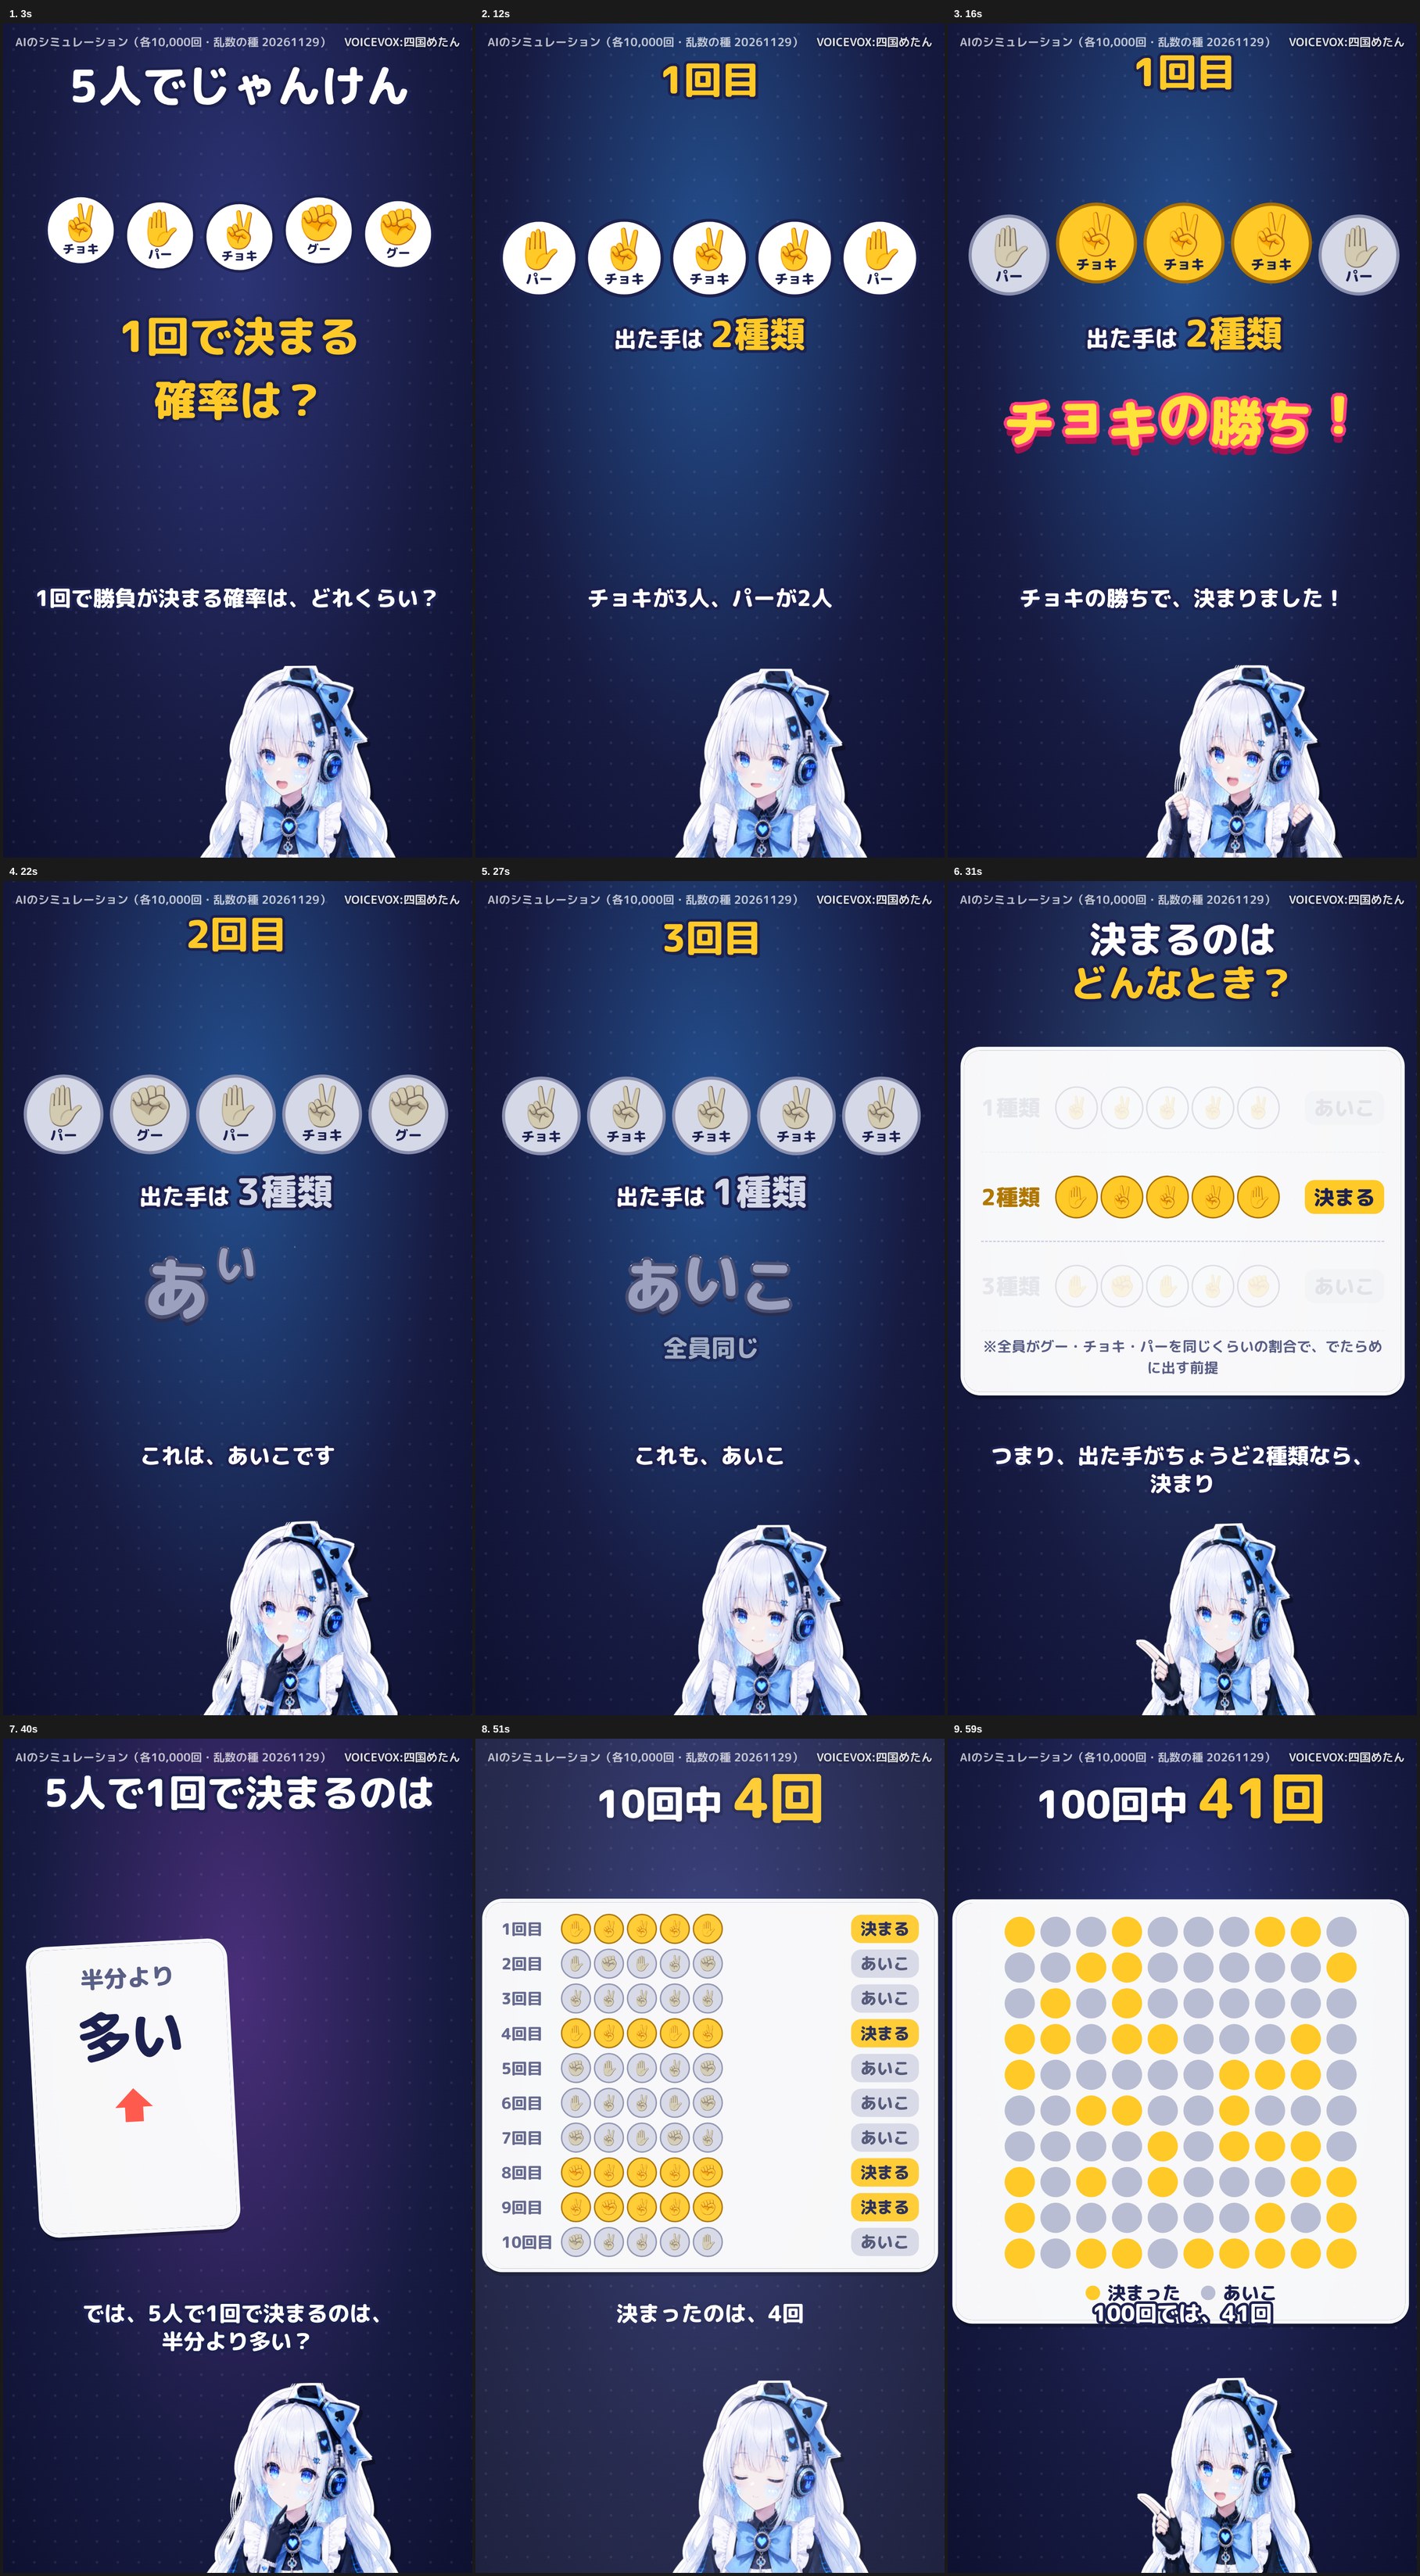 1. 3s
AIのシミュレーション（各10,000回・乱数の種 20261129） VOICEVOX:四国めたん
5人でじゃんけん
チョキ パー チョキ グー グー
1回で決まる
確率は？
1回で勝負が決まる確率は、どれくらい？
2. 12s
AIのシミュレーション（各10,000回・乱数の種 20261129） VOICEVOX:四国めたん
1回目
パー チョキ チョキ チョキ パー
出た手は 2種類
チョキが3人、パーが2人
3. 16s
AIのシミュレーション（各10,000回・乱数の種 20261129） VOICEVOX:四国めたん
1回目
パー チョキ チョキ チョキ パー
出た手は 2種類
チョキの勝ち！
チョキの勝ちで、決まりました！
4. 22s
AIのシミュレーション（各10,000回・乱数の種 20261129） VOICEVOX:四国めたん
2回目
パー グー パー チョキ グー
出た手は 3種類
あい
これは、あいこです
5. 27s
AIのシミュレーション（各10,000回・乱数の種 20261129） VOICEVOX:四国めたん
3回目
チョキ チョキ チョキ チョキ チョキ
出た手は 1種類
あいこ
全員同じ
これも、あいこ
6. 31s
AIのシミュレーション（各10,000回・乱数の種 20261129） VOICEVOX:四国めたん
決まるのは
どんなとき？
1種類 あいこ
2種類 決まる
3種類 あいこ
※全員がグー・チョキ・パーを同じくらいの割合で、でたらめ
に出す前提
つまり、出た手がちょうど2種類なら、
決まり
7. 40s
AIのシミュレーション（各10,000回・乱数の種 20261129） VOICEVOX:四国めたん
5人で1回で決まるのは
半分より
多い
では、5人で1回で決まるのは、
半分より多い？
8. 51s
AIのシミュレーション（各10,000回・乱数の種 20261129） VOICEVOX:四国めたん
10回中 4回
1回目 決まる
2回目 あいこ
3回目 あいこ
4回目 決まる
5回目 あいこ
6回目 あいこ
7回目 あいこ
8回目 決まる
9回目 決まる
10回目 あいこ
決まったのは、4回
9. 59s
AIのシミュレーション（各10,000回・乱数の種 20261129） VOICEVOX:四国めたん
100回中 41回
決まった あいこ
100回では、41回